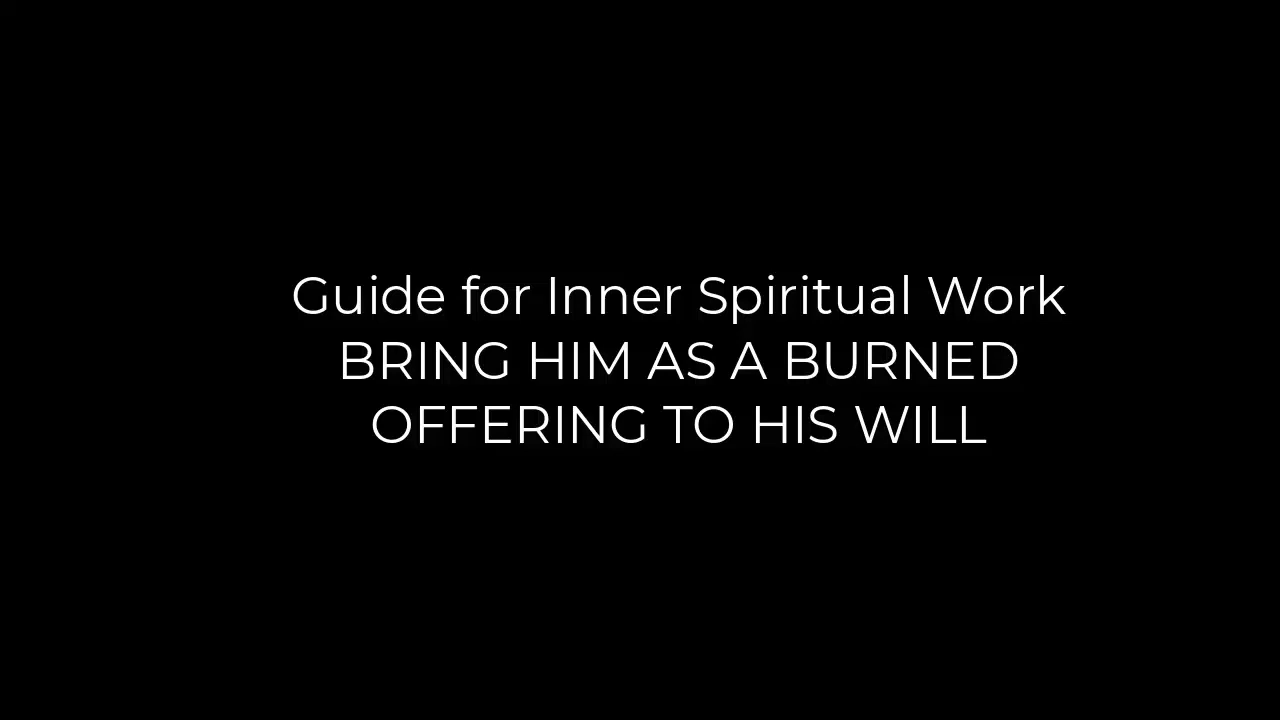 Guide for Inner Spiritual Work
BRING HIM AS A BURNED
OFFERING TO HIS WILL